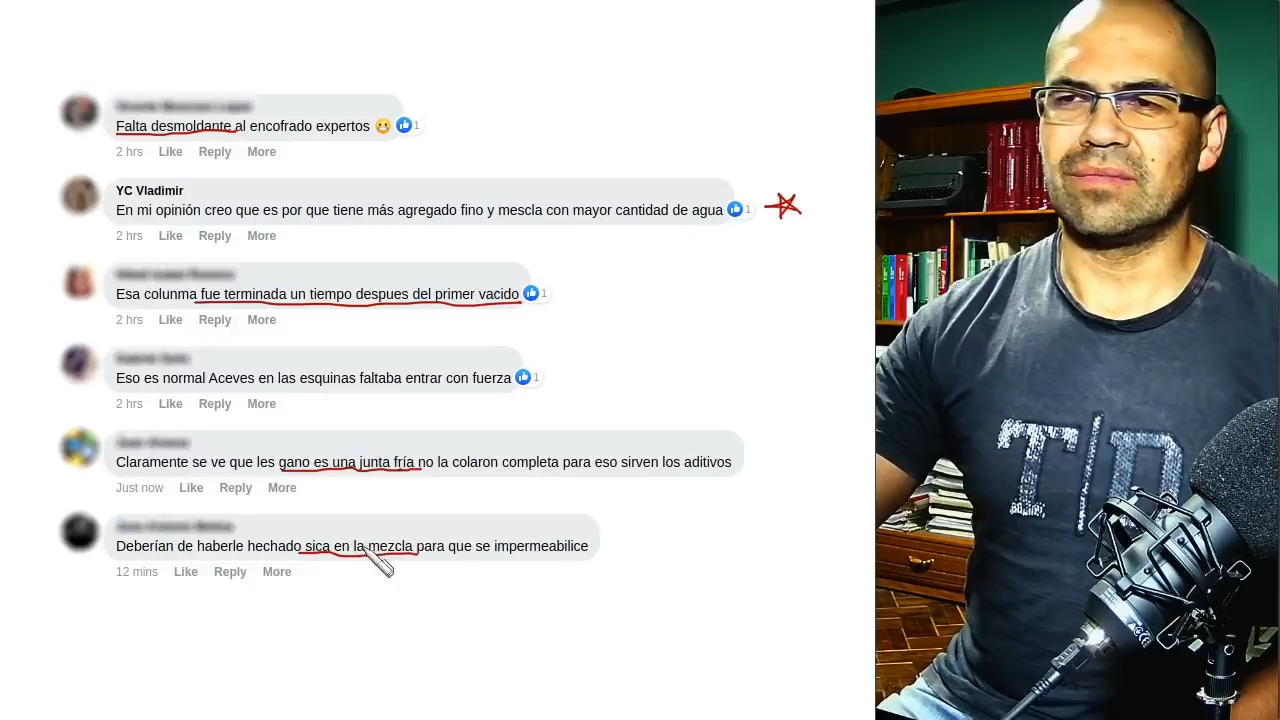 Falta desmoldante al encofrado expertos 😬 1
2 hrs Like Reply More
YC Vladimir
En mi opinión creo que es por que tiene más agregado fino y mescla con mayor cantidad de agua 1
2 hrs Like Reply More
Esa colunma fue terminada un tiempo despues del primer vacido 1
2 hrs Like Reply More
Eso es normal Aceves en las esquinas faltaba entrar con fuerza 1
2 hrs Like Reply More
Claramente se ve que les gano es una junta fría no la colaron completa para eso sirven los aditivos
Just now Like Reply More
Deberían de haberle hechado sica en la mezcla para que se impermeabilice
12 mins Like Reply More